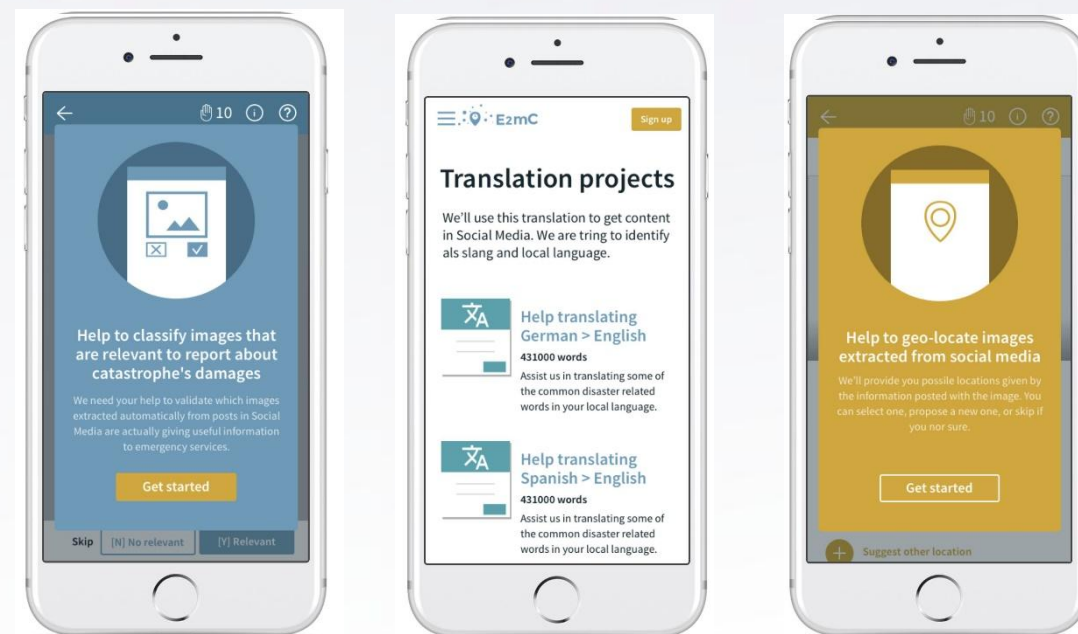 10
Help to classify images that
are relevant to report about
catastrophe's damages
We need your help to validate which images
extracted automatically from posts in Social
Media are actually giving useful information
to emergency services.
Get started
Skip
[N] No relevant
[Y] Relevant
E2mC
Sign up
Translation projects
We'll use this translation to get content
in Social Media. We are tring to identify
als slang and local language.
Help translating
German > English
431000 words
Assist us in translating some of
the common disaster related
words in your local language.
Help translating
Spanish > English
431000 words
Assist us in translating some of
the common disaster related
words in your local language.
10
Help to geo-locate images
extracted from social media
We'll provide you possile locations given by
the information posted with the image. You
can select one, propose a new one, or skip if
you nor sure.
Get started
Suggest other location